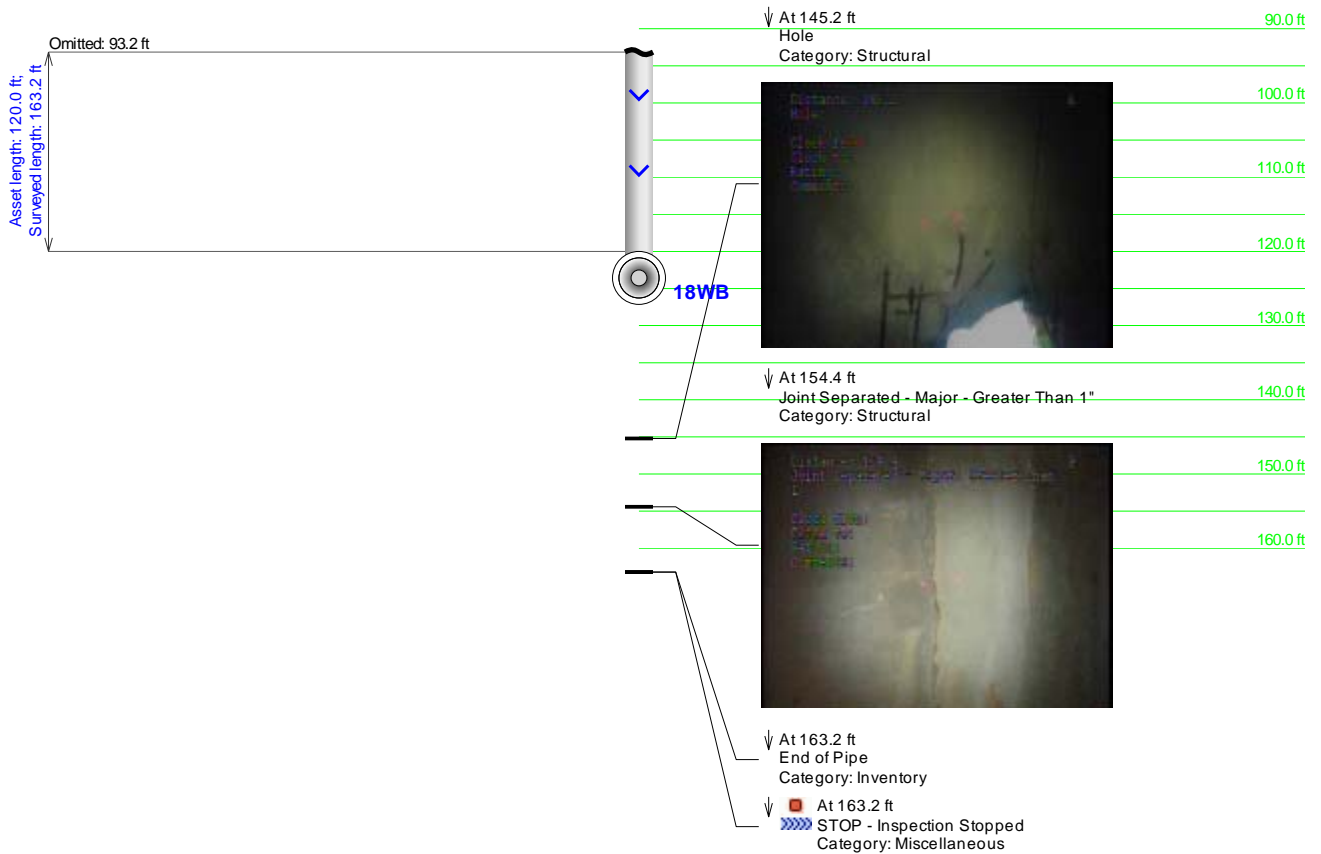 Omitted: 93.2 ft
Asset length: 120.0 ft;
Surveyed length: 163.2 ft
18WB
At 145.2 ft
Hole
Category: Structural
At 154.4 ft
Joint Separated - Major - Greater Than 1"
Category: Structural
At 163.2 ft
End of Pipe
Category: Inventory
At 163.2 ft
STOP - Inspection Stopped
Category: Miscellaneous
90.0 ft
100.0 ft
110.0 ft
120.0 ft
130.0 ft
140.0 ft
150.0 ft
160.0 ft